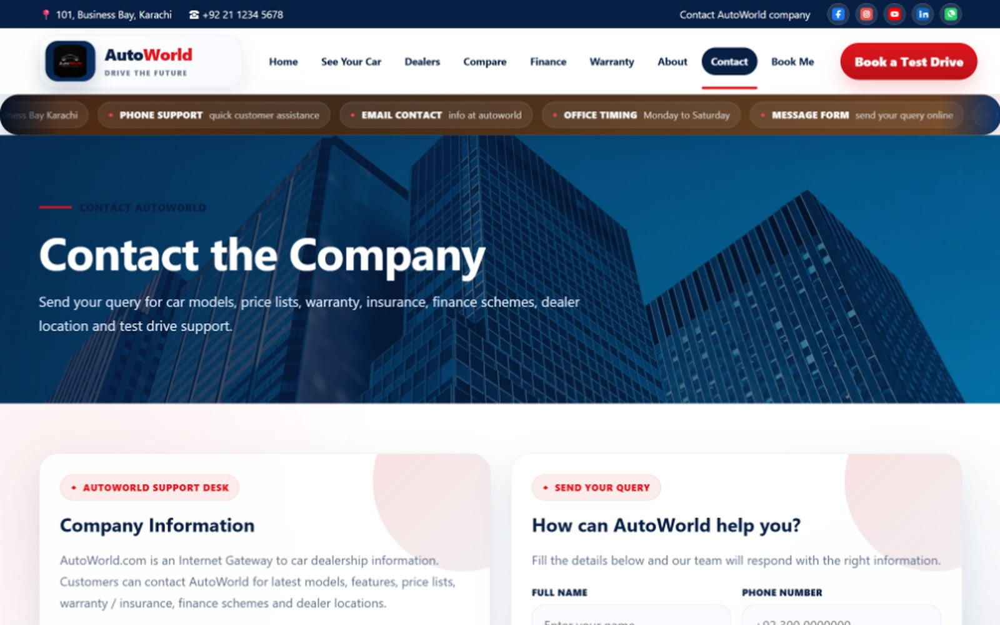 101, Business Bay, Karachi
+92 21 1234 5678
Contact AutoWorld company
AutoWorld
DRIVE THE FUTURE
Home
See Your Car
Dealers
Compare
Finance
Warranty
About
Contact
Book Me
Book a Test Drive
Bay Karachi
PHONE SUPPORT quick customer assistance
EMAIL CONTACT info at autoworld
OFFICE TIMING Monday to Saturday
MESSAGE FORM send your query online
CONTACT AUTOWORLD
Contact the Company
Send your query for car models, price lists, warranty, insurance, finance schemes, dealer
location and test drive support.
AUTOWORLD SUPPORT DESK
Company Information
AutoWorld.com is an Internet Gateway to car dealership information.
Customers can contact AutoWorld for latest models, features, price lists,
warranty / insurance, finance schemes and dealer locations.
SEND YOUR QUERY
How can AutoWorld help you?
Fill the details below and our team will respond with the right information.
FULL NAME
PHONE NUMBER
Enter your name
+92 300 0000000